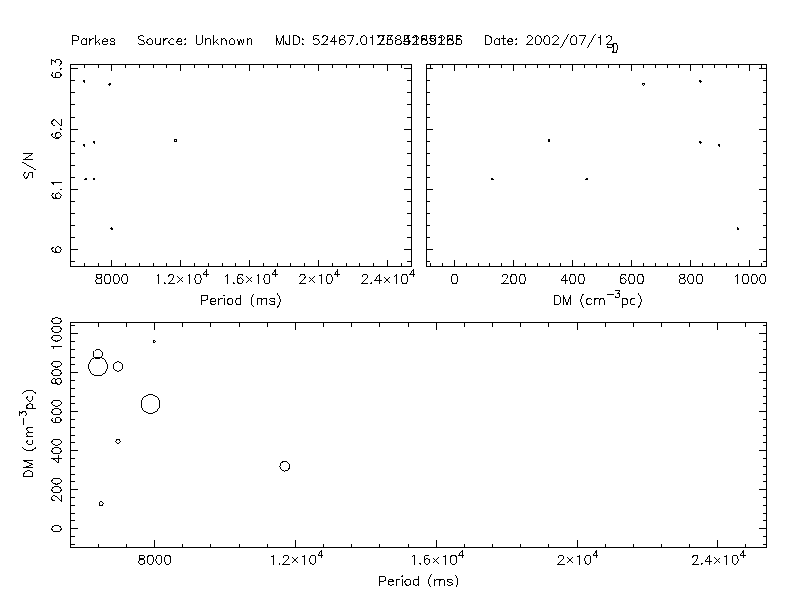 Parkes Source: Unknown MJD: Date: 2002/07/12
6.3
6.2
6.1
6
S/N
8000 1.2×10⁴ 1.6×10⁴ 2×10⁴ 2.4×10⁴
Period (ms)
0 200 400 600 800 1000
DM (cm⁻³pc)
1000
800
600
400
200
0
DM (cm⁻³pc)
8000 1.2×10⁴ 1.6×10⁴ 2×10⁴ 2.4×10⁴
Period (ms)